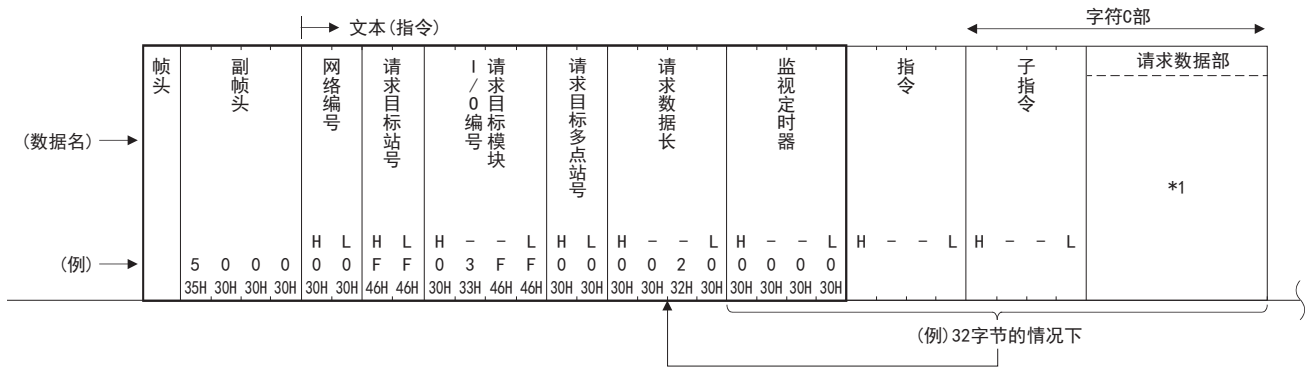 文本(指令)
字符C部
帧头
副帧头
网络编号
请求目标站号
请求目标模块
I/O编号
请求目标多点站号
请求数据长
监视定时器
指令
子指令
请求数据部
(数据名)
*1
H L H L H - - L H L H - - L H - - L H - - L H - - L
(例)
5 0 0 0 0 0 F F 0 3 F F 0 0 0 0 2 0 0 0 0 0
35H 30H 30H 30H 30H 30H 46H 46H 30H 33H 46H 46H 30H 30H 30H 30H 32H 30H 30H 30H 30H 30H
(例)32字节的情况下